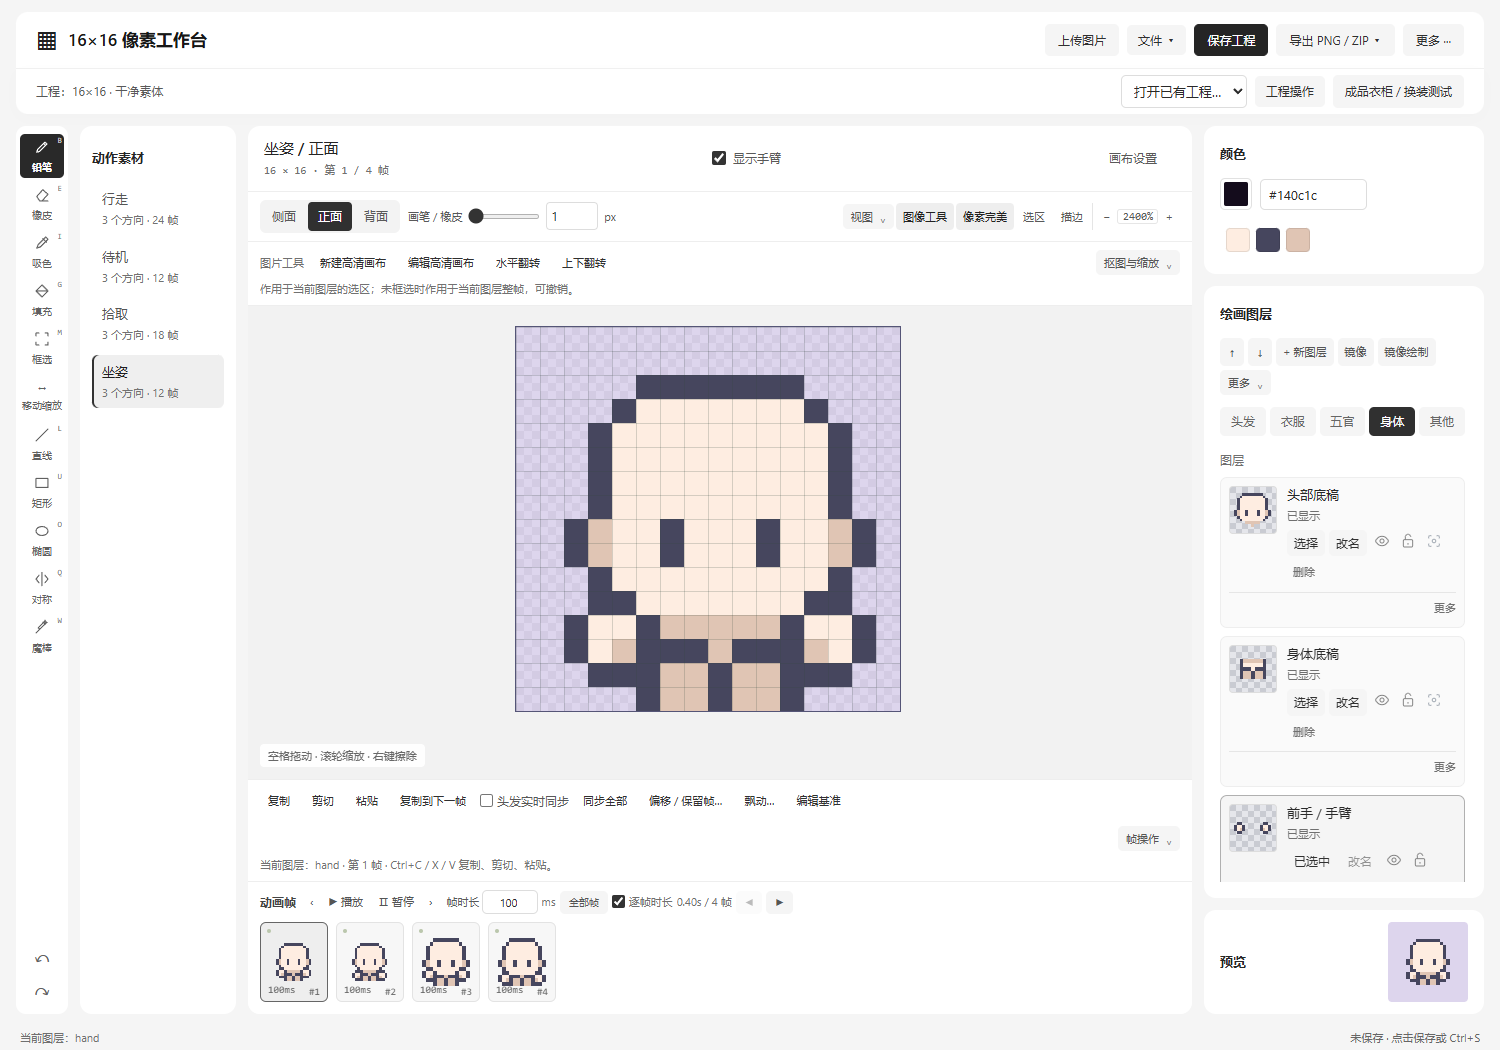 16×16 像素工作台
上传图片
文件
保存工程
导出 PNG / ZIP
更多 ···
工程：16×16 · 干净素体
打开已有工程...
工程操作
成品衣柜 / 换装测试
B
铅笔
E
橡皮
I
吸色
G
填充
M
框选
移动缩放
L
直线
U
矩形
O
椭圆
Q
对称
W
魔棒
动作素材
行走
3 个方向 · 24 帧
待机
3 个方向 · 12 帧
拾取
3 个方向 · 18 帧
坐姿
3 个方向 · 12 帧
坐姿 / 正面
16 × 16 · 第 1 / 4 帧
显示手臂
画布设置
侧面
正面
背面
画笔 / 橡皮
1
px
视图
图像工具
像素完美
选区
描边
−
2400%
+
图片工具
新建高清画布
编辑高清画布
水平翻转
上下翻转
抠图与缩放
作用于当前图层的选区；未框选时作用于当前图层整帧，可撤销。
空格拖动 · 滚轮缩放 · 右键擦除
复制
剪切
粘贴
复制到下一帧
头发实时同步
同步全部
偏移 / 保留帧...
飘动...
编辑基准
帧操作
当前图层：hand · 第 1 帧 · Ctrl+C / X / V 复制、剪切、粘贴。
动画帧
‹
▶ 播放
暂停
›
帧时长
100
ms
全部帧
逐帧时长
0.40s / 4 帧
100ms #1
100ms #2
100ms #3
100ms #4
颜色
#140c1c
绘画图层
↑
↓
+ 新图层
镜像
镜像绘制
更多
头发
衣服
五官
身体
其他
图层
头部底稿
已显示
选择
改名
删除
更多
身体底稿
已显示
选择
改名
删除
更多
前手 / 手臂
已显示
已选中
改名
预览
当前图层：hand
未保存 · 点击保存或 Ctrl+S